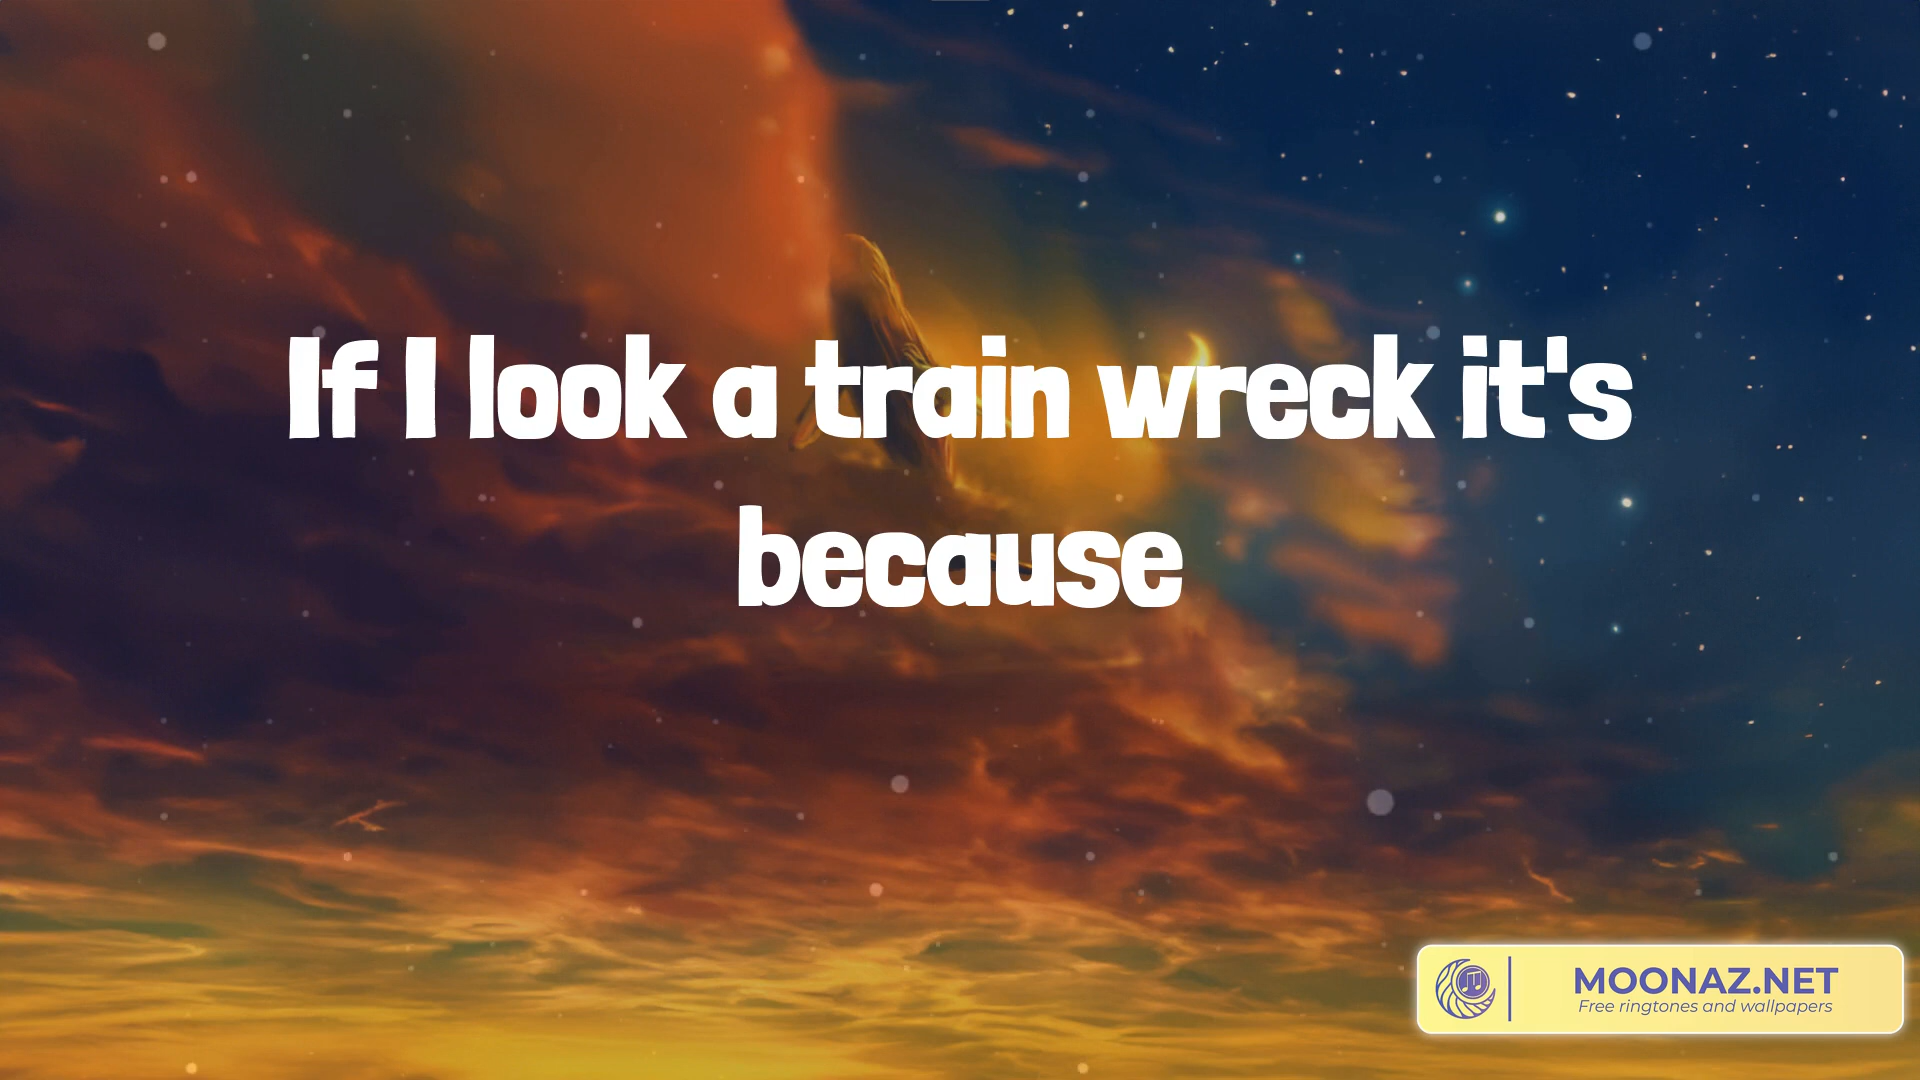 If I look a train wreck it's
because
MOONAZ.NET
Free ringtones and wallpapers